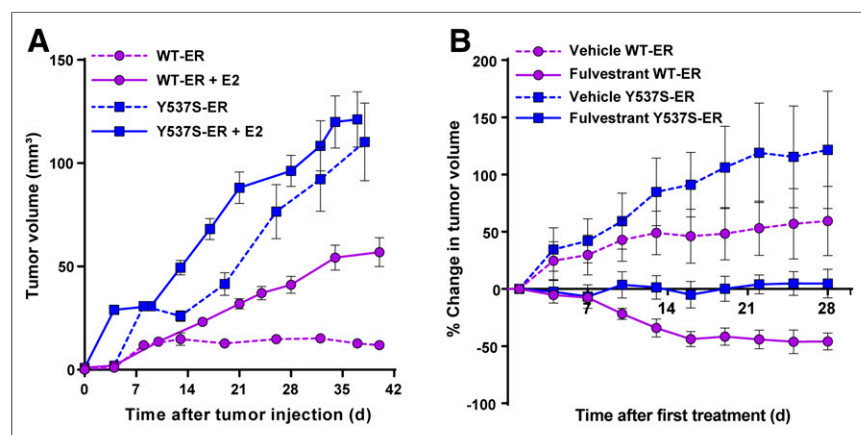 A
WT-ER
WT-ER + E2
Y537S-ER
Y537S-ER + E2
150
100
50
0
Tumor volume (mm³)
0 7 14 21 28 35 42
Time after tumor injection (d)
B
Vehicle WT-ER
Fulvestrant WT-ER
Vehicle Y537S-ER
Fulvestrant Y537S-ER
200
150
100
50
0
-50
-100
% Change in tumor volume
7 14 21 28
Time after first treatment (d)